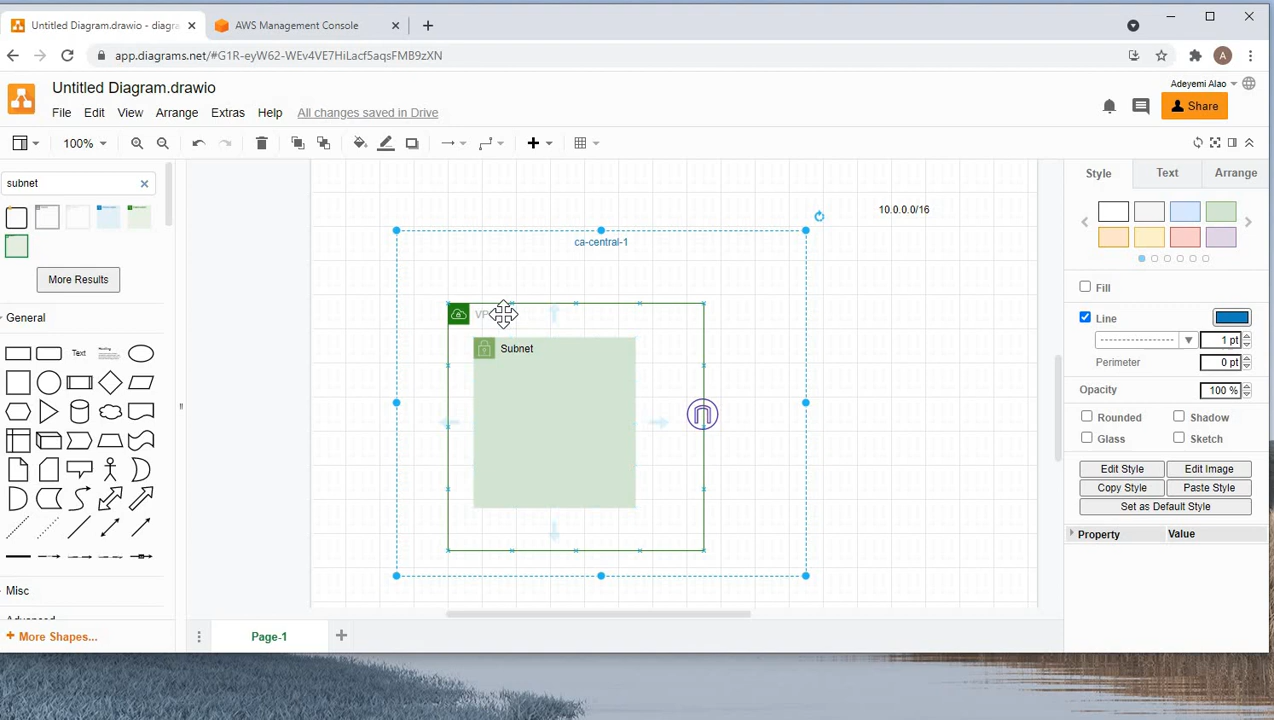 Untitled Diagram.drawio - diagra
AWS Management Console
app.diagrams.net/#G1R-eyW62-WEv4VE7HiLacf5aqsFMB9zXN
Untitled Diagram.drawio
Adeyemi Alao
File Edit View Arrange Extras Help All changes saved in Drive
Share
100%
subnet
More Results
General
Text
Heading
Misc
Advanced
More Shapes...
10.0.0.0/16
ca-central-1
VP
Subnet
Page-1
Style Text Arrange
Fill
Line
1 pt
Perimeter 0 pt
Opacity 100 %
Rounded Shadow
Glass Sketch
Edit Style Edit Image
Copy Style Paste Style
Set as Default Style
Property Value
A